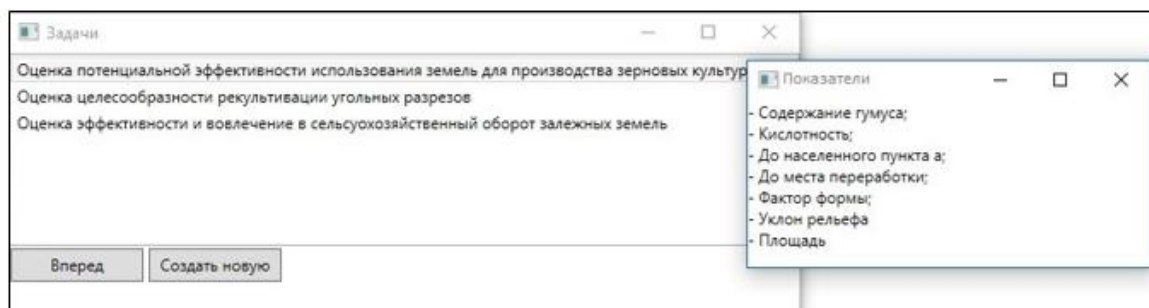 Задачи
Оценка потенциальной эффективности использования земель для производства зерновых культур
Оценка целесообразности рекультивации угольных разрезов
Оценка эффективности и вовлечение в сельсуохозяйственный оборот залежных земель
Вперед
Создать новую
Показатели
- Содержание гумуса;
- Кислотность;
- До населенного пункта а;
- До места переработки;
- Фактор формы;
- Уклон рельефа
- Площадь